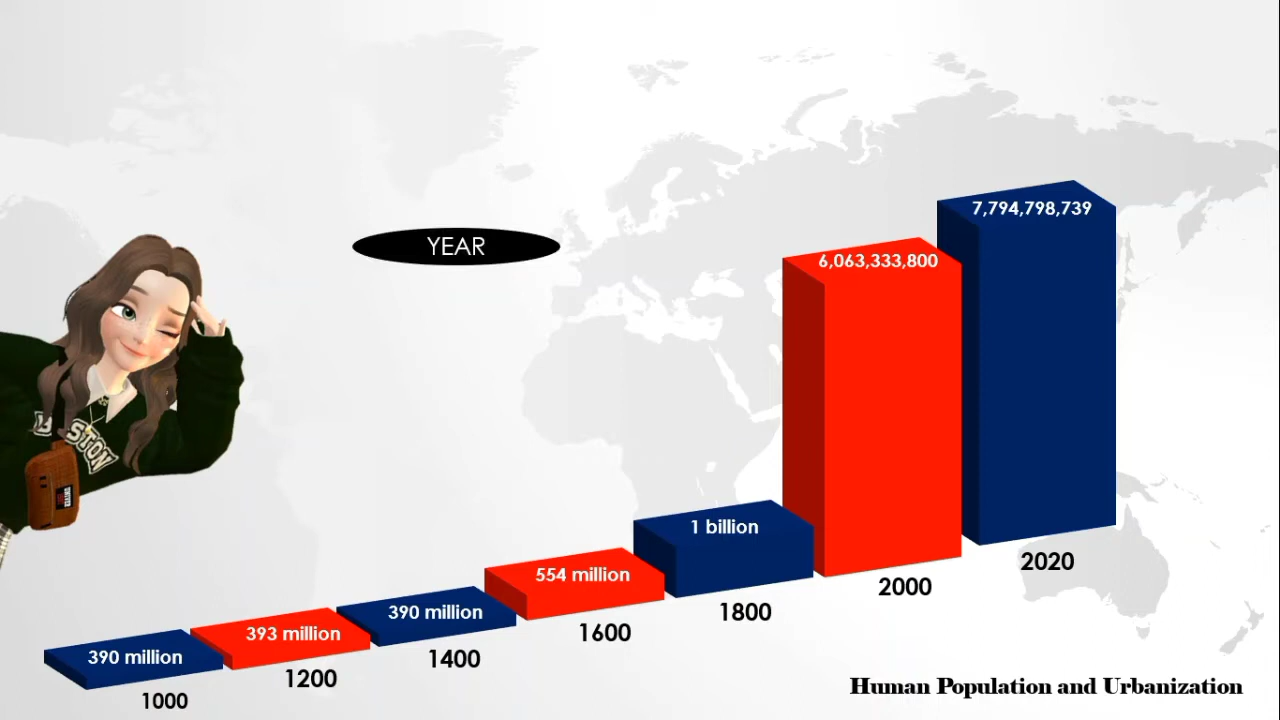 YEAR
7,794,798,739
6,063,333,800
1 billion
554 million
390 million
393 million
390 million
1000
1200
1400
1600
1800
2000
2020
STON
Human Population and Urbanization